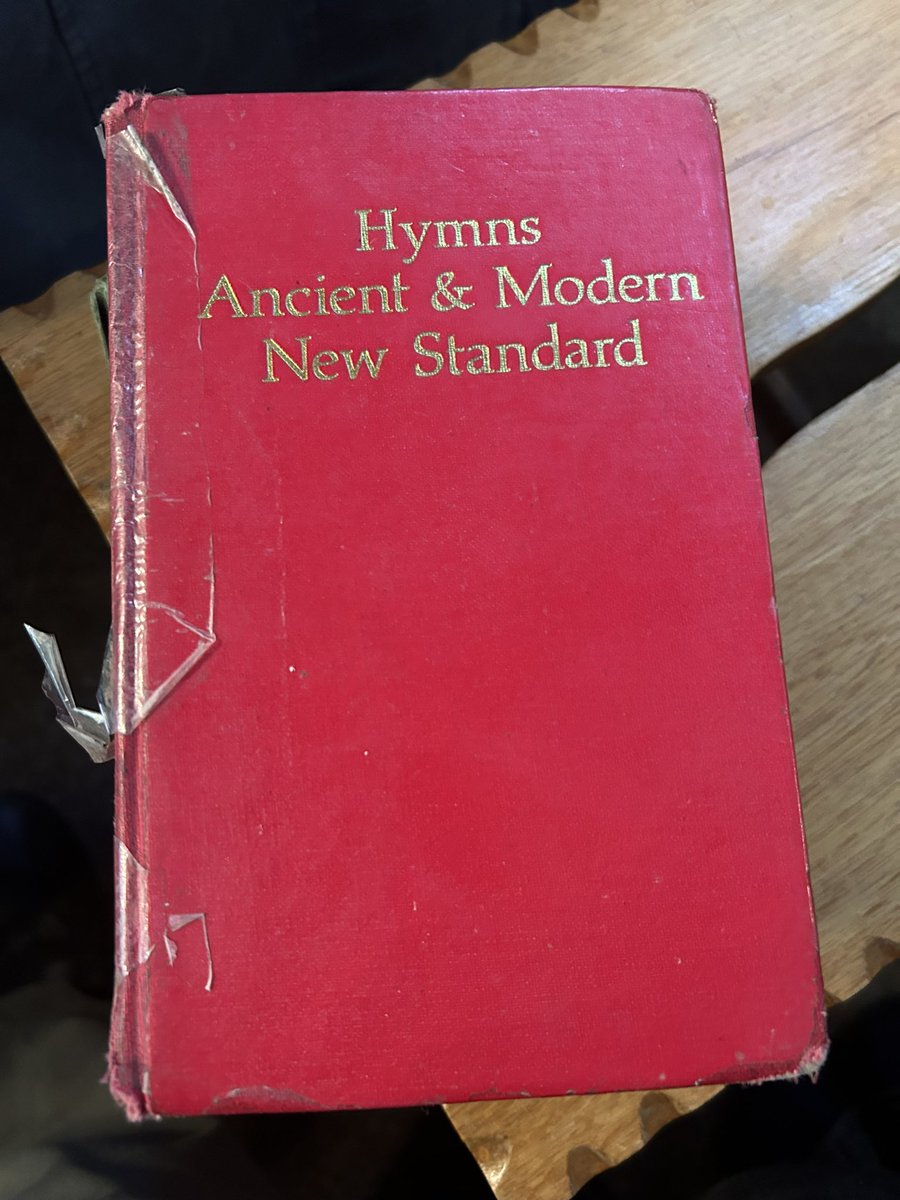 Hymns
Ancient & Modern
New Standard